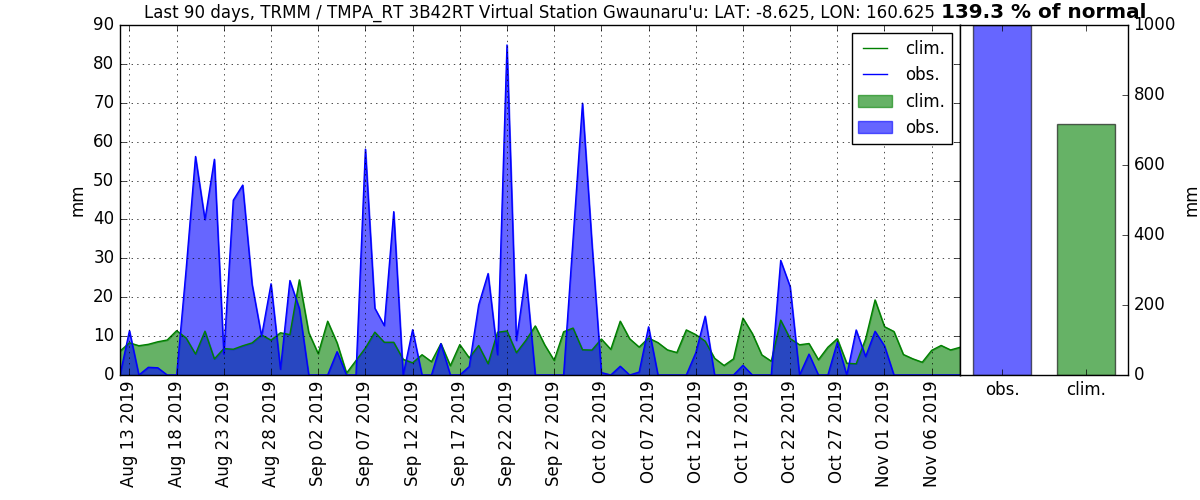 Last 90 days, TRMM / TMPA_RT 3B42RT Virtual Station Gwaunaru'u: LAT: -8.625, LON: 160.625 139.3 % of normal
90
80
70
60
50
40
30
20
10
0
mm
clim.
obs.
clim.
obs.
1000
800
600
400
200
0
mm
obs. clim.
Aug 13 2019
Aug 18 2019
Aug 23 2019
Aug 28 2019
Sep 02 2019
Sep 07 2019
Sep 12 2019
Sep 17 2019
Sep 22 2019
Sep 27 2019
Oct 02 2019
Oct 07 2019
Oct 12 2019
Oct 17 2019
Oct 22 2019
Oct 27 2019
Nov 01 2019
Nov 06 2019